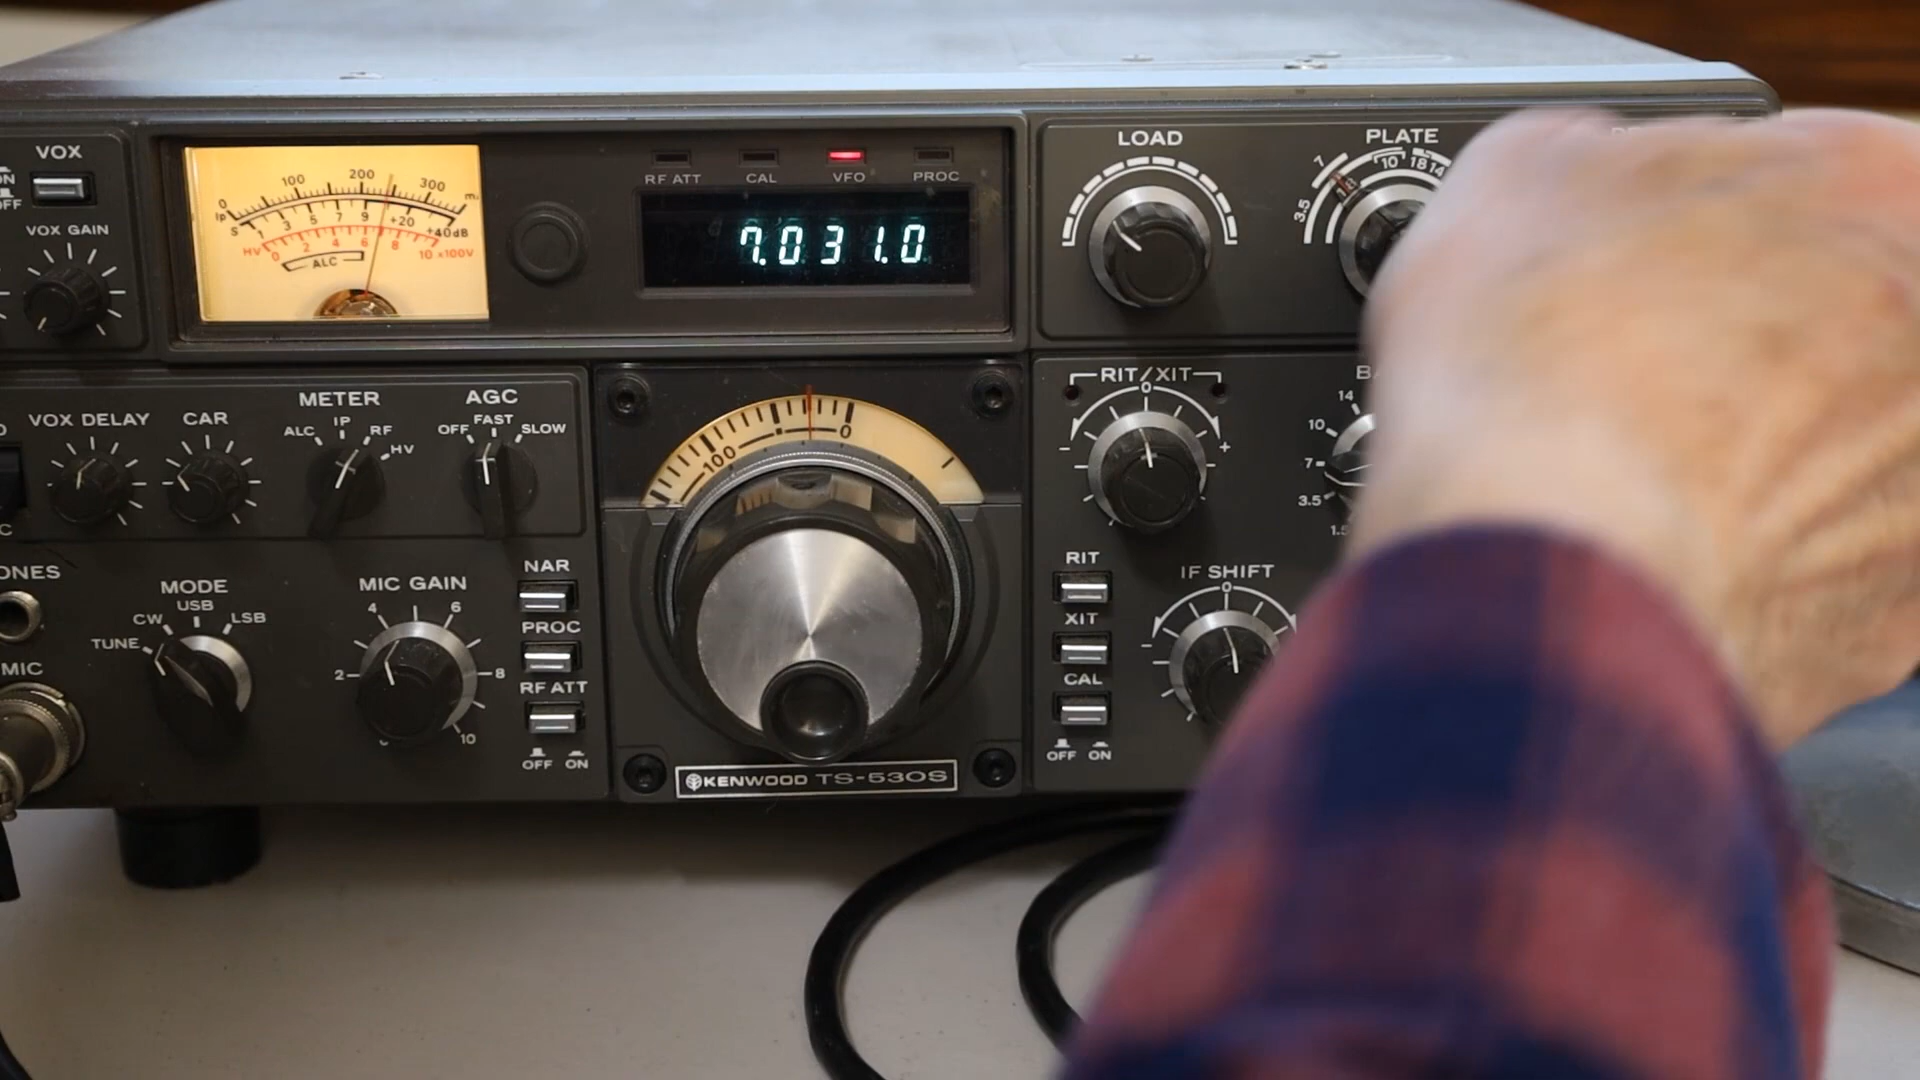 VOX
ON
OFF
VOX GAIN
0 100 200 300 m
Ip
S 1 3 5 7 9 +20 +40dB
HV 0 2 4 6 8 10 ×100V
ALC
RF ATT CAL VFO PROC
7.031.0
LOAD
PLATE
3.5 7 10 18 14
VOX DELAY
CAR
METER
ALC IP RF HV
AGC
OFF FAST SLOW
100 0
RIT/XIT
0
- +
14
10
7
3.5
1.
ONES
MIC
MODE
TUNE CW USB LSB
MIC GAIN
2 4 6 8 10
NAR
PROC
RF ATT
OFF ON
RIT
XIT
CAL
OFF ON
IF SHIFT
0
-
KENWOOD TS-530S